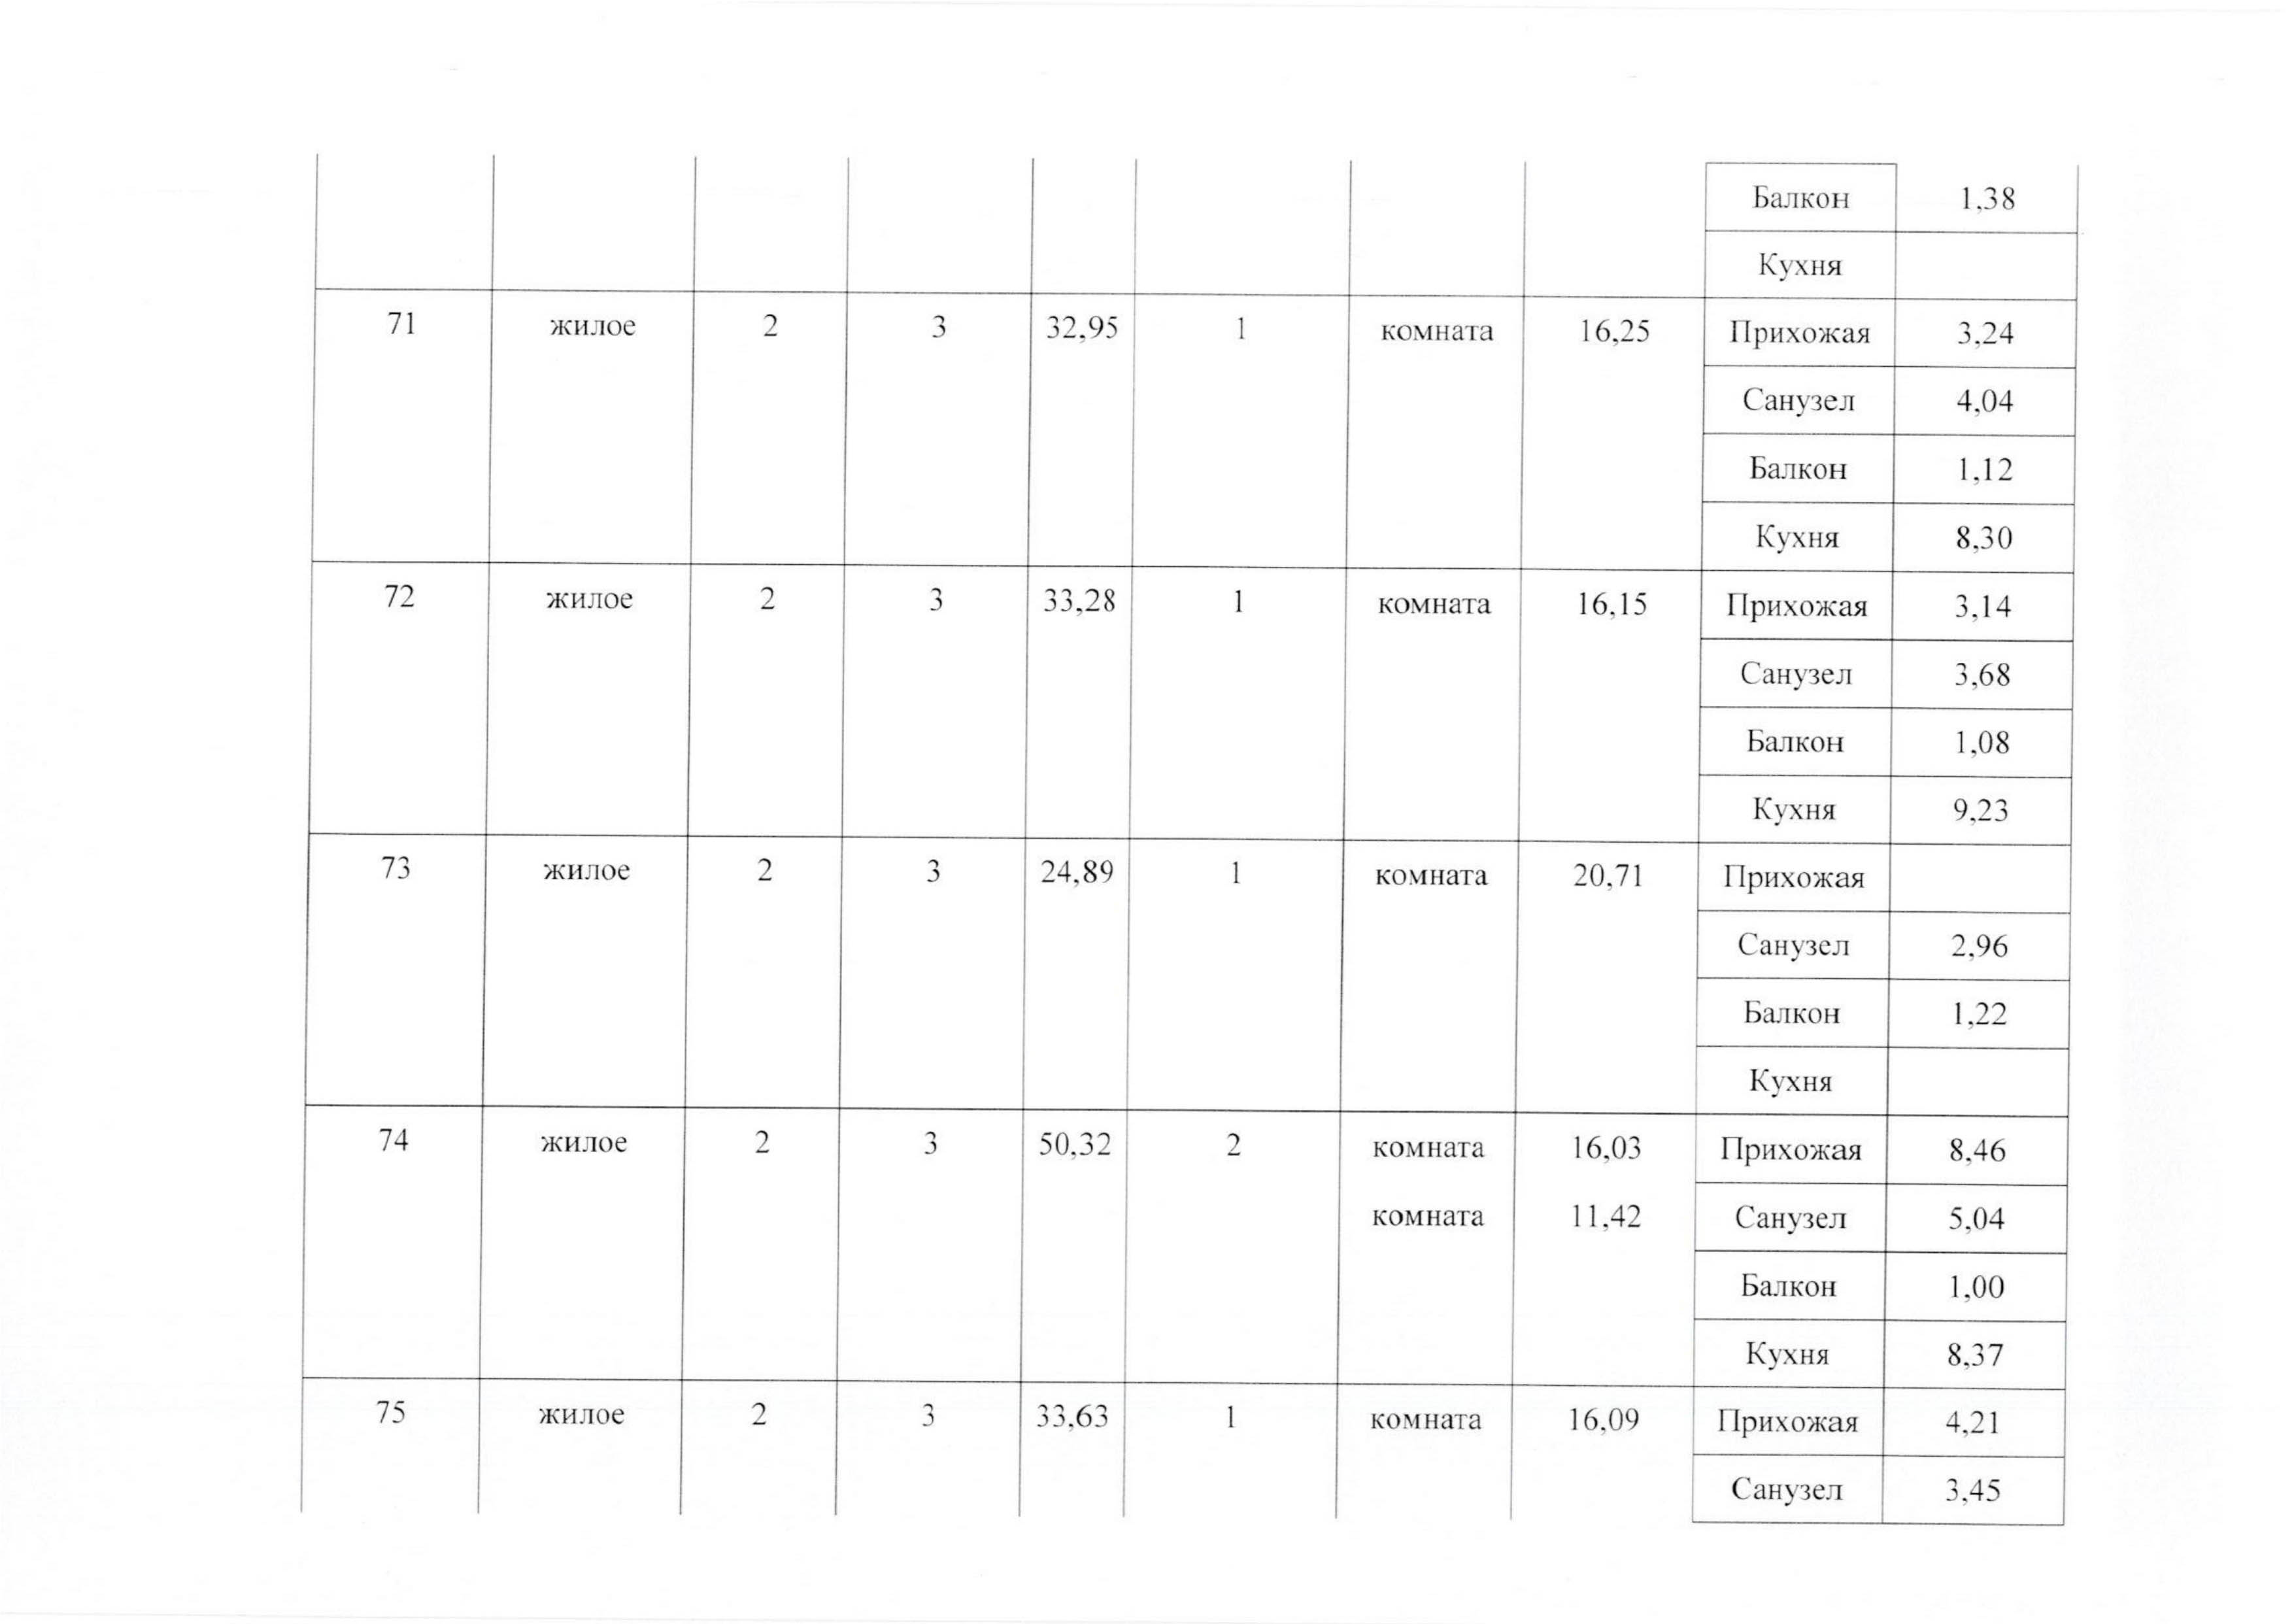 Балкон 1,38
Кухня
71 жилое 2 3 32,95 1 комната 16,25 Прихожая 3,24
Санузел 4,04
Балкон 1,12
Кухня 8,30
72 жилое 2 3 33,28 1 комната 16,15 Прихожая 3,14
Санузел 3,68
Балкон 1,08
Кухня 9,23
73 жилое 2 3 24,89 1 комната 20,71 Прихожая
Санузел 2,96
Балкон 1,22
Кухня
74 жилое 2 3 50,32 2 комната 16,03 Прихожая 8,46
комната 11,42 Санузел 5,04
Балкон 1,00
Кухня 8,37
75 жилое 2 3 33,63 1 комната 16,09 Прихожая 4,21
Санузел 3,45